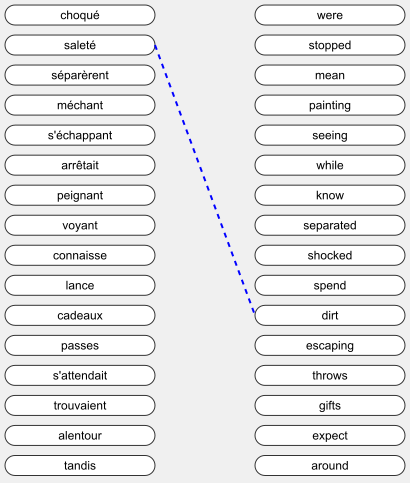 choqué
were
saleté
stopped
séparèrent
mean
méchant
painting
s'échappant
seeing
arrêtait
while
peignant
know
voyant
separated
connaisse
shocked
lance
spend
cadeaux
dirt
passes
escaping
s'attendait
throws
trouvaient
gifts
alentour
expect
tandis
around